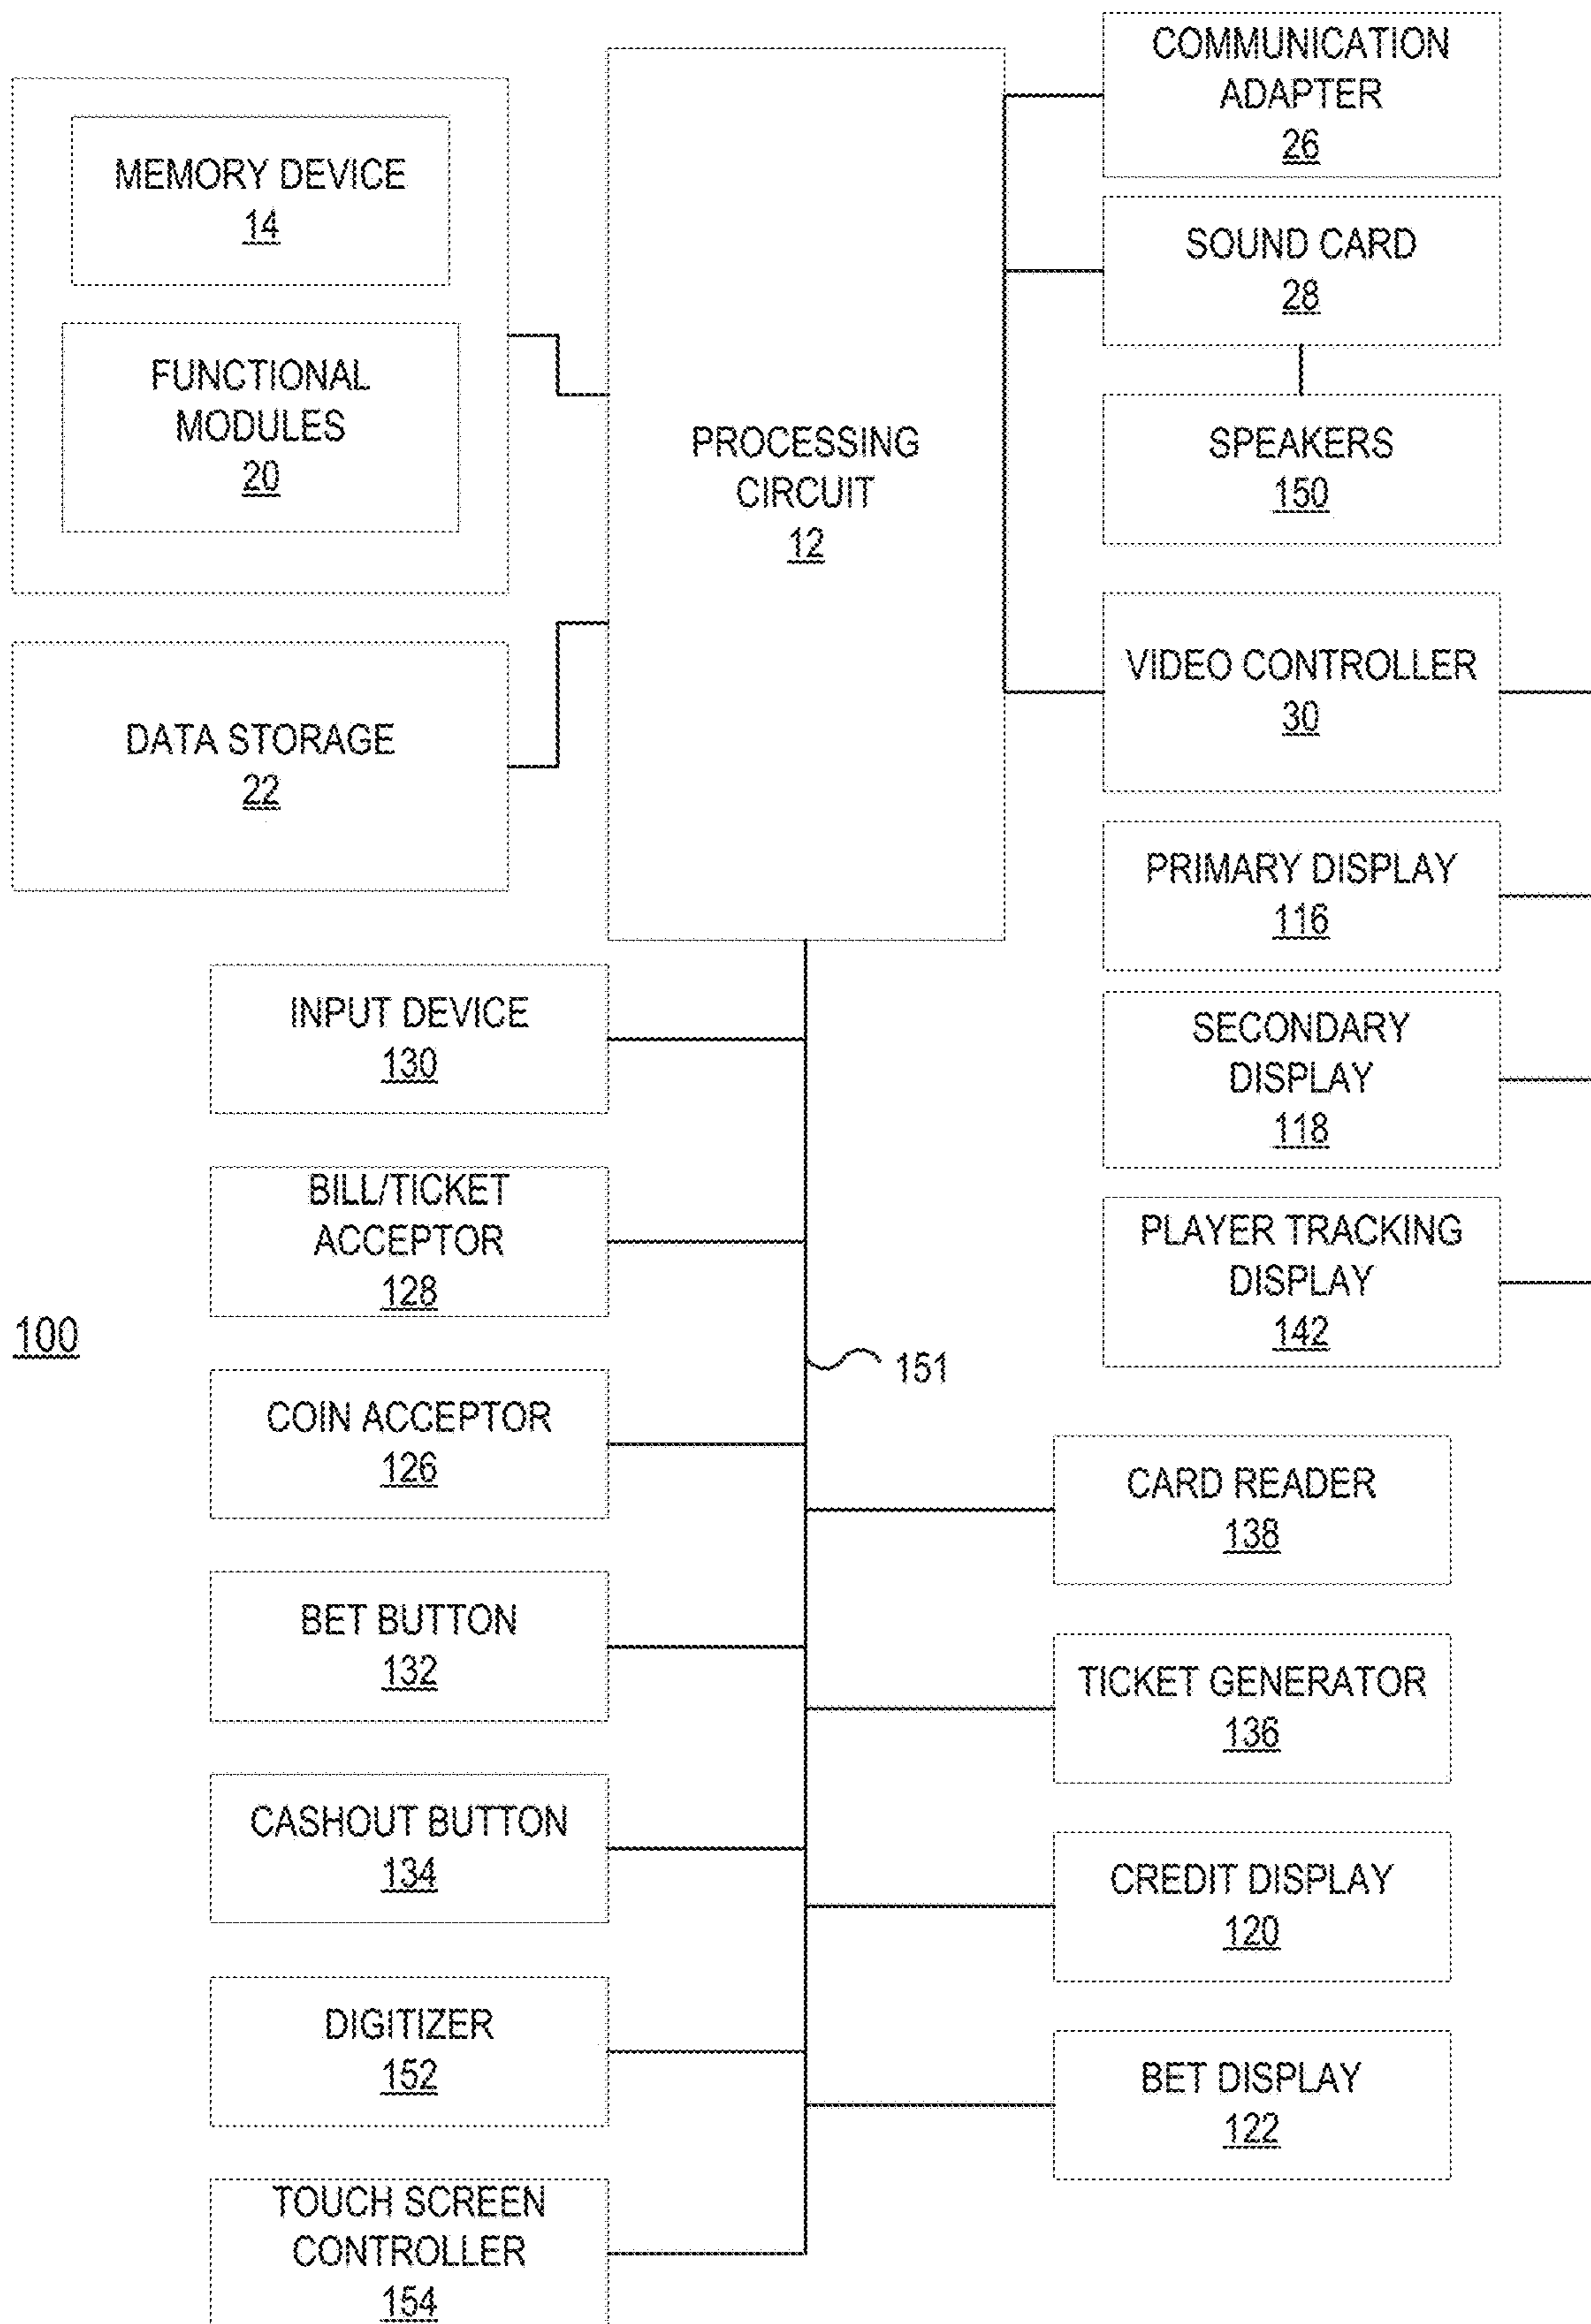 COMMUNICATION
ADAPTER
26
MEMORY DEVICE
14
SOUND CARD
28
FUNCTIONAL
MODULES
20
PROCESSING
CIRCUIT
12
SPEAKERS
150
VIDEO CONTROLLER
30
DATA STORAGE
22
PRIMARY DISPLAY
116
INPUT DEVICE
130
SECONDARY
DISPLAY
118
BILL/TICKET
ACCEPTOR
128
PLAYER TRACKING
DISPLAY
142
100
151
COIN ACCEPTOR
126
CARD READER
138
BET BUTTON
132
TICKET GENERATOR
136
CASHOUT BUTTON
134
CREDIT DISPLAY
120
DIGITIZER
152
BET DISPLAY
122
TOUCH SCREEN
CONTROLLER
154